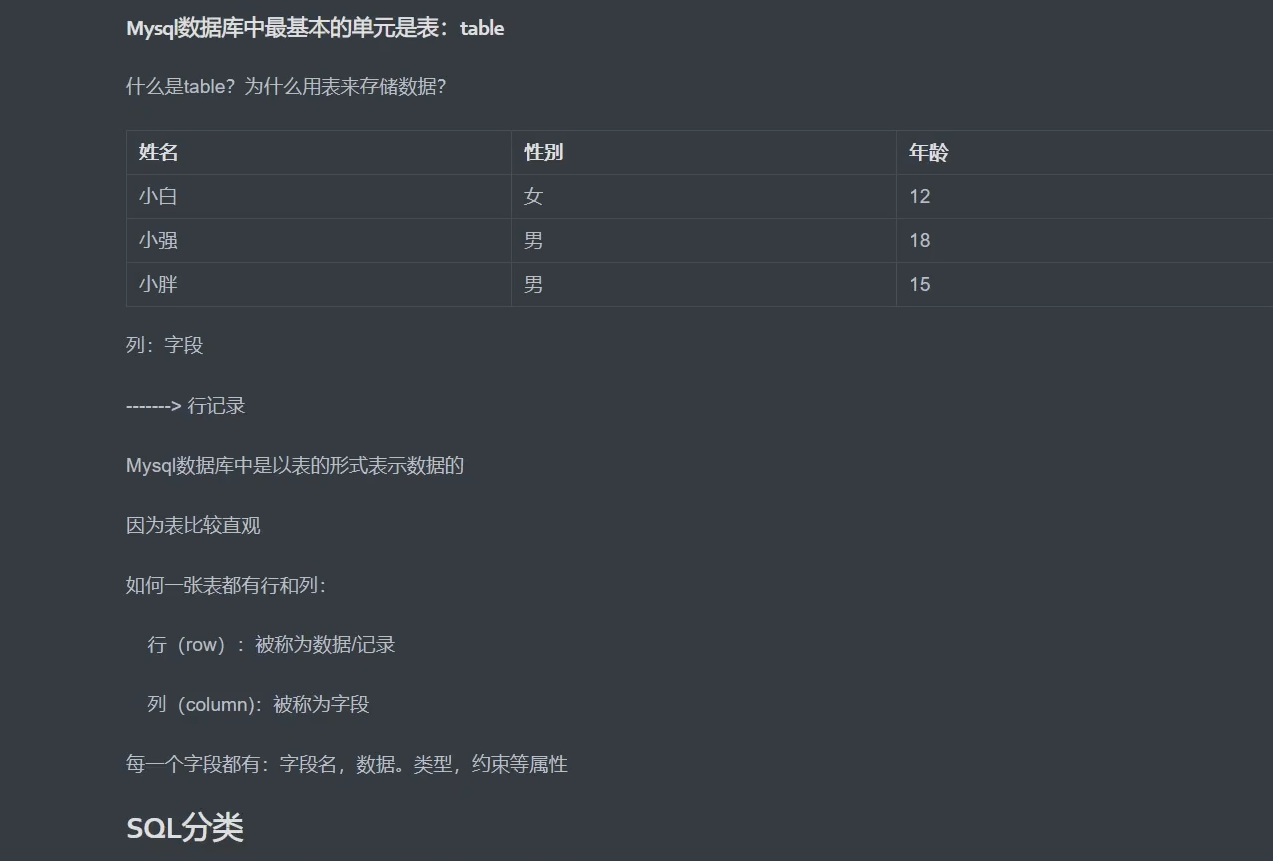 Mysql数据库中最基本的单元是表：table
什么是table？为什么用表来存储数据？
姓名 性别 年龄
小白 女 12
小强 男 18
小胖 男 15
列：字段
-------> 行记录
Mysql数据库中是以表的形式表示数据的
因为表比较直观
如何一张表都有行和列：
行（row）：被称为数据/记录
列（column)：被称为字段
每一个字段都有：字段名，数据。类型，约束等属性
SQL分类